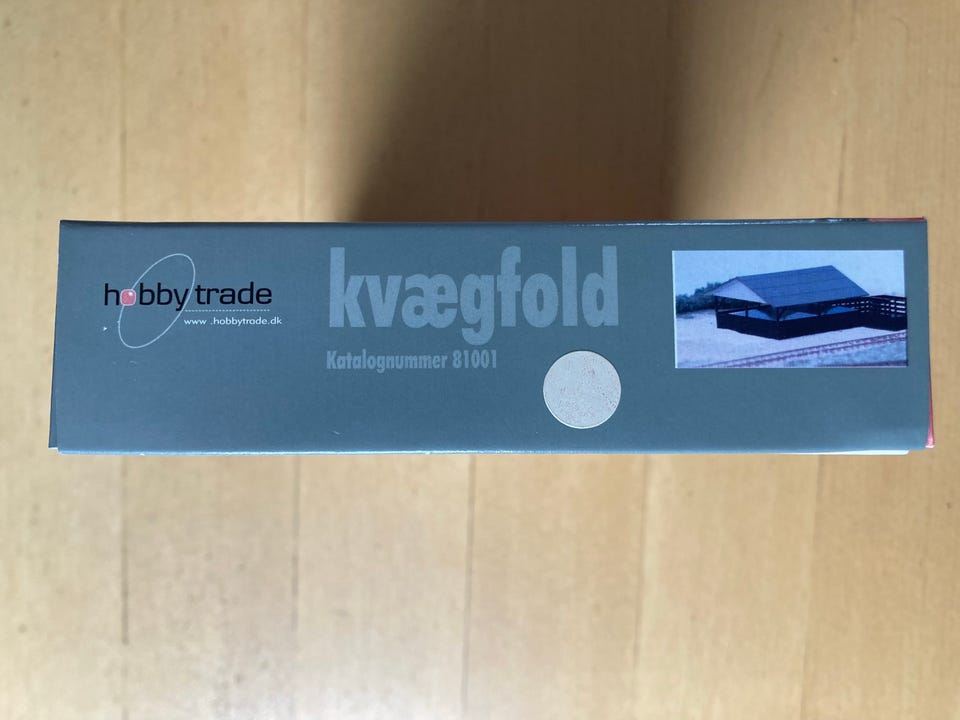 hobby trade
www .hobbytrade.dk
kvægfold
Katalognummer 81001